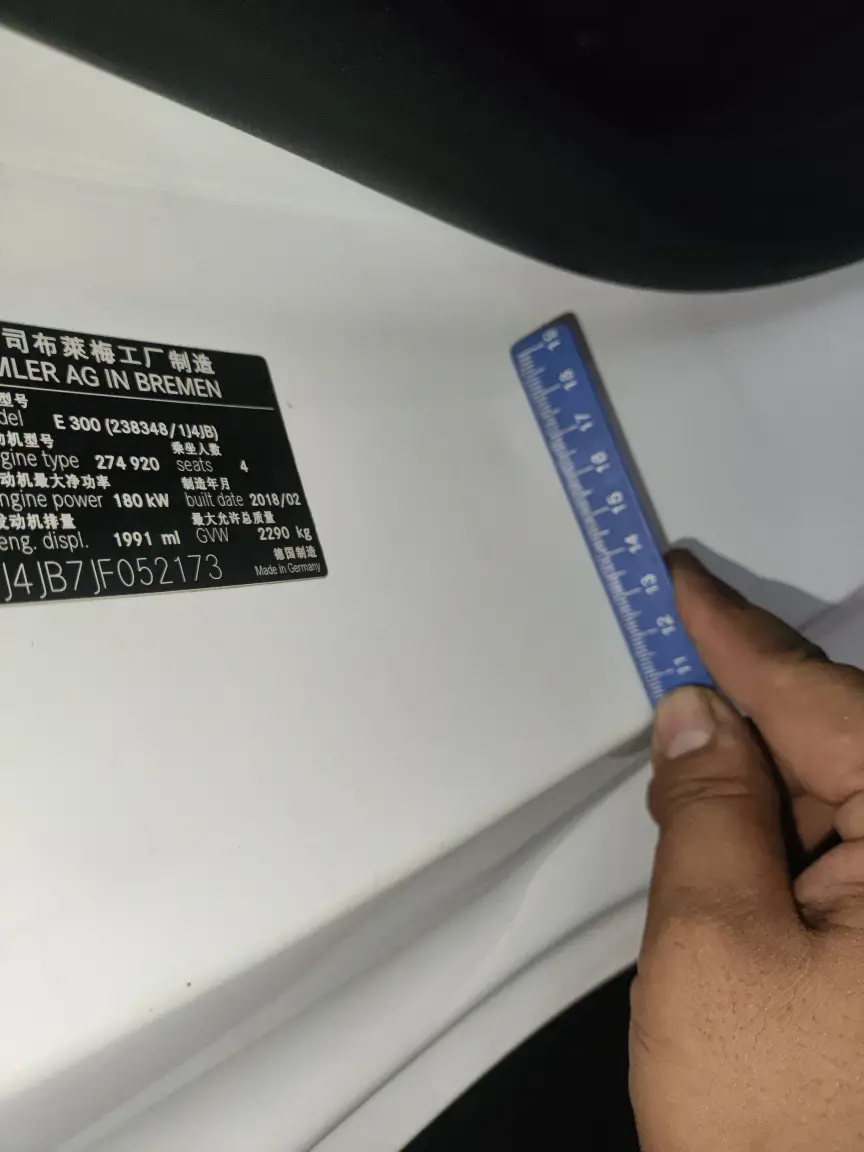 司布莱梅工厂制造
MLER AG IN BREMEN
型号
del E 300 (238348/1J4JB)
动机型号 乘坐人数
gine type 274 920 seats 4
动机最大净功率 制造年月
ngine power 180 kW built date 2018/02
发动机排量 最大允许总质量
eng. displ. 1991 ml GVW 2290 kg
德国制造
J4JB7JF052173 Made in Germany
19 18 17 16 15 14 13 12 11